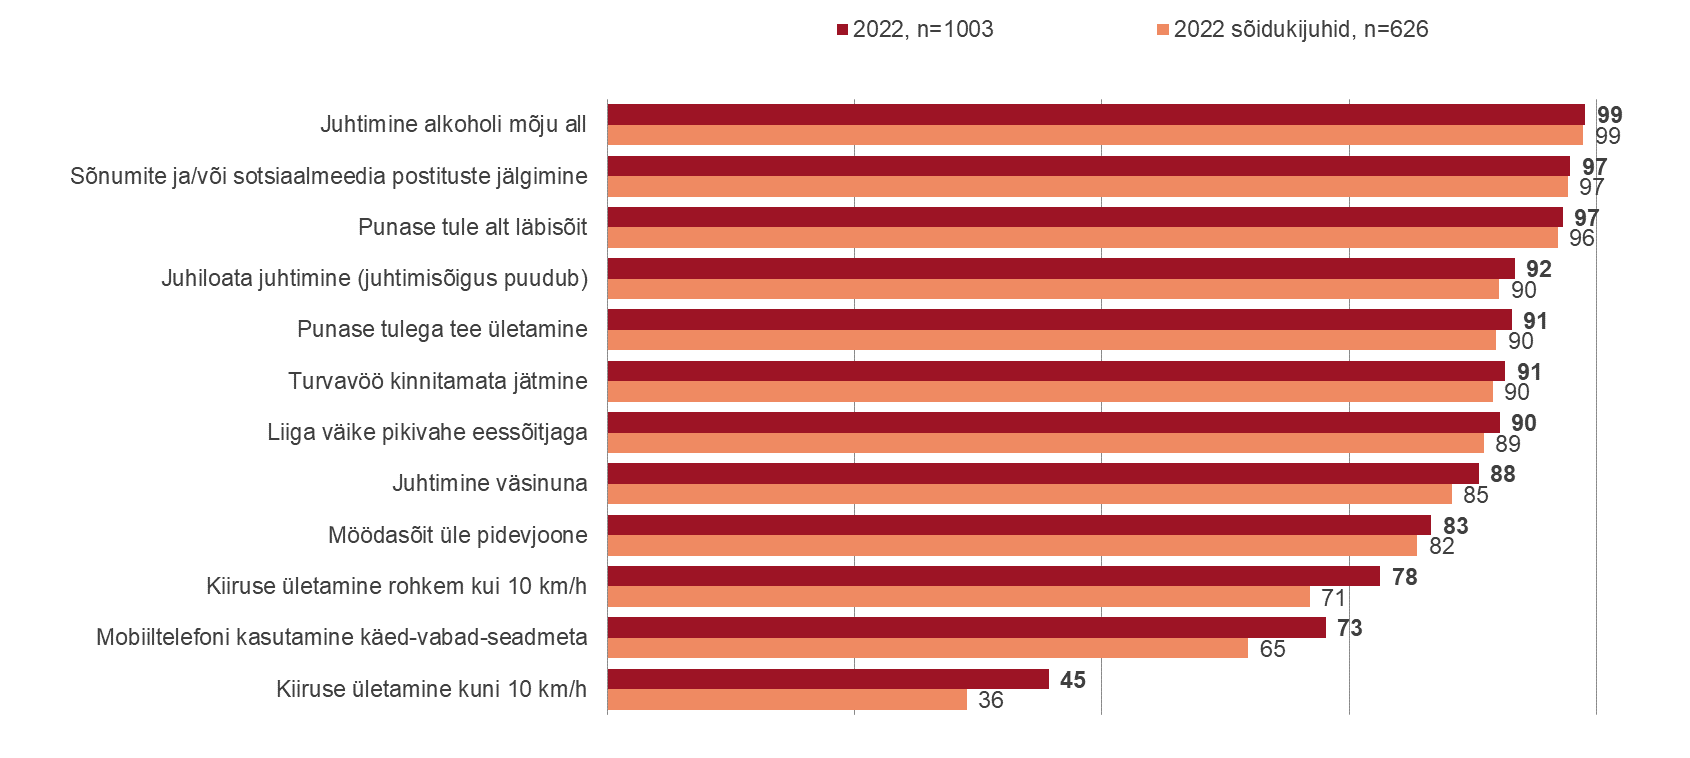 2022, n=1003 2022 sõidukijuhid, n=626
Juhtimine alkoholi mõju all 99
99
Sõnumite ja/või sotsiaalmeedia postituste jälgimine 97
97
Punase tule alt läbisõit 97
96
Juhiloata juhtimine (juhtimisõigus puudub) 92
90
Punase tulega tee ületamine 91
90
Turvavöö kinnitamata jätmine 91
90
Liiga väike pikivahe eessõitjaga 90
89
Juhtimine väsinuna 88
85
Möödasõit üle pidevjoone 83
82
Kiiruse ületamine rohkem kui 10 km/h 78
71
Mobiiltelefoni kasutamine käed-vabad-seadmeta 73
65
Kiiruse ületamine kuni 10 km/h 45
36